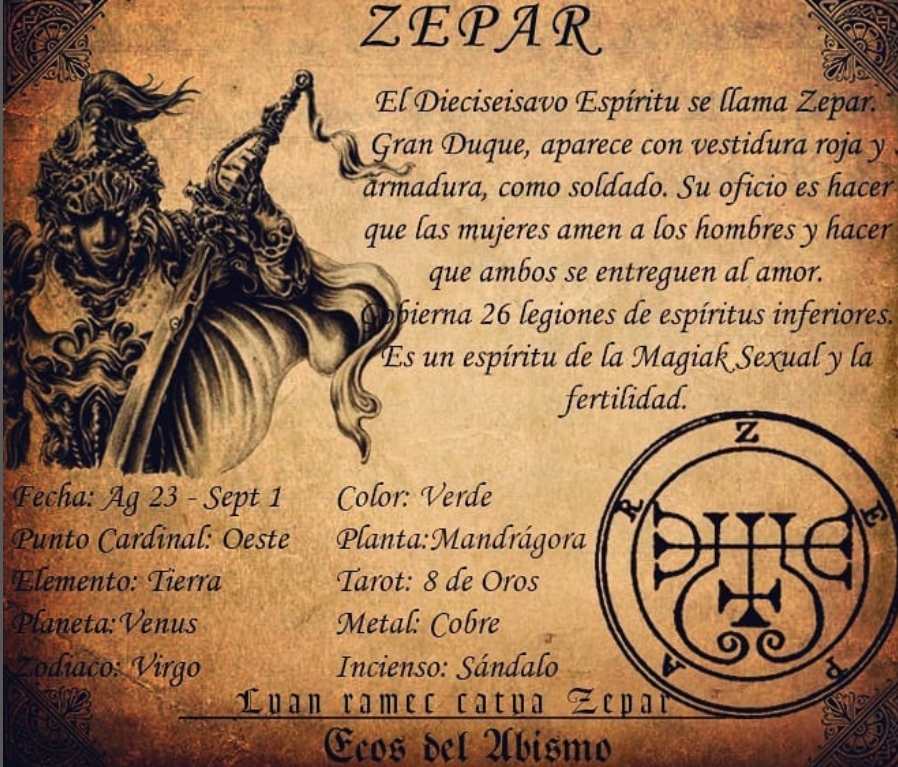 ZEPAR
El Dieciseisavo Espíritu se llama Zepar.
Gran Duque, aparece con vestidura roja y
armadura, como soldado. Su oficio es hacer
que las mujeres amen a los hombres y hacer
que ambos se entreguen al amor.
Gobierna 26 legiones de espíritus inferiores.
Es un espíritu de la Magiak Sexual y la
fertilidad.
Fecha: Ag 23 - Sept 1
Punto Cardinal: Oeste
Elemento: Tierra
Planeta:Venus
Zodiaco: Virgo
Color: Verde
Planta:Mandrágora
Tarot: 8 de Oros
Metal: Cobre
Incienso: Sándalo
Z E P A R
Lyan ramec catya Zepar
Ecos del Abismo